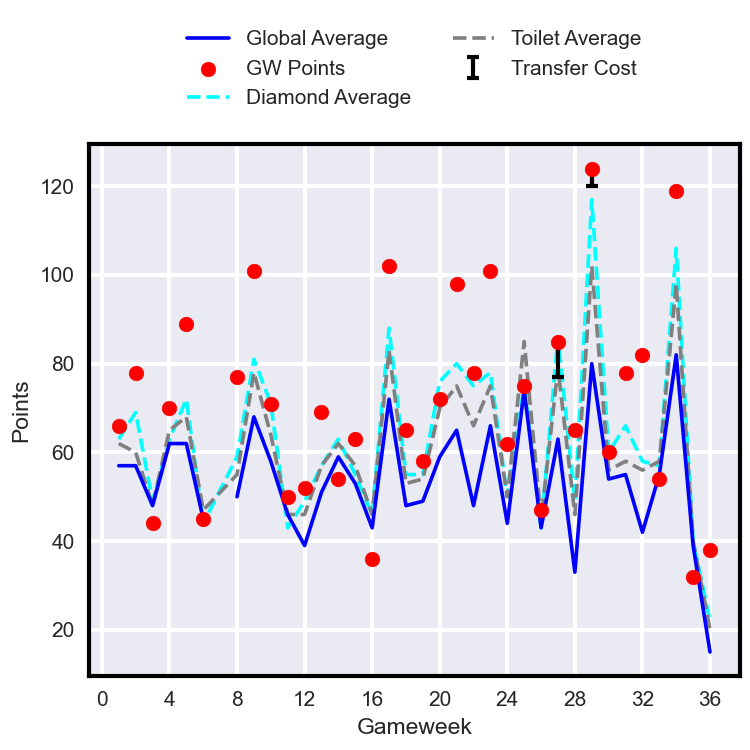 Global Average
GW Points
Diamond Average
Toilet Average
Transfer Cost
Points
120
100
80
60
40
20
0 4 8 12 16 20 24 28 32 36
Gameweek